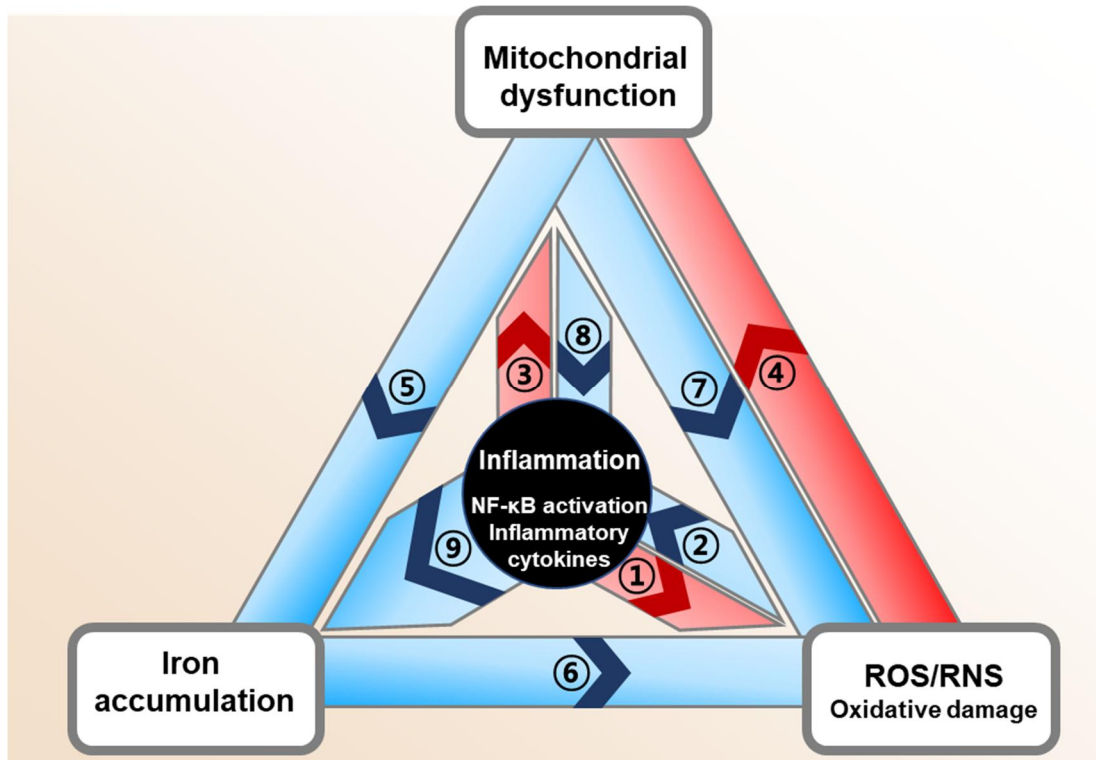 Mitochondrial
dysfunction
⑧
③
④
⑤
⑦
Inflammation
NF-κB activation
Inflammatory
cytokines
②
⑨
①
Iron
accumulation
⑥
ROS/RNS
Oxidative damage